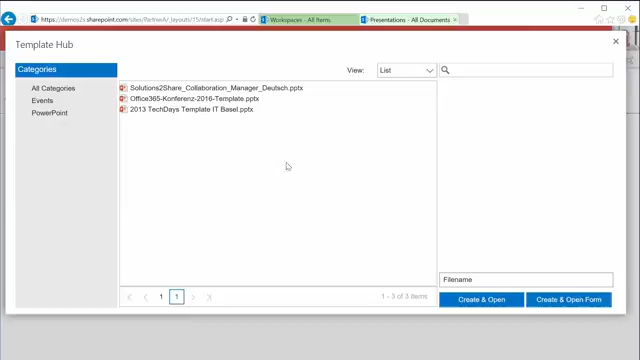 https://demos2s.sharepoint.com/sites/PartnerA/_layouts/15/start.asp
Workspaces - All Items
Presentations - All Documents
Template Hub
Categories
View:
List
All Categories
Events
PowerPoint
Solutions2Share_Collaboration_Manager_Deutsch.pptx
Office365-Konferenz-2016-Template.pptx
2013 TechDays Template IT Basel.pptx
Filename
1
1
1 - 3 of 3 items
Create & Open
Create & Open Form